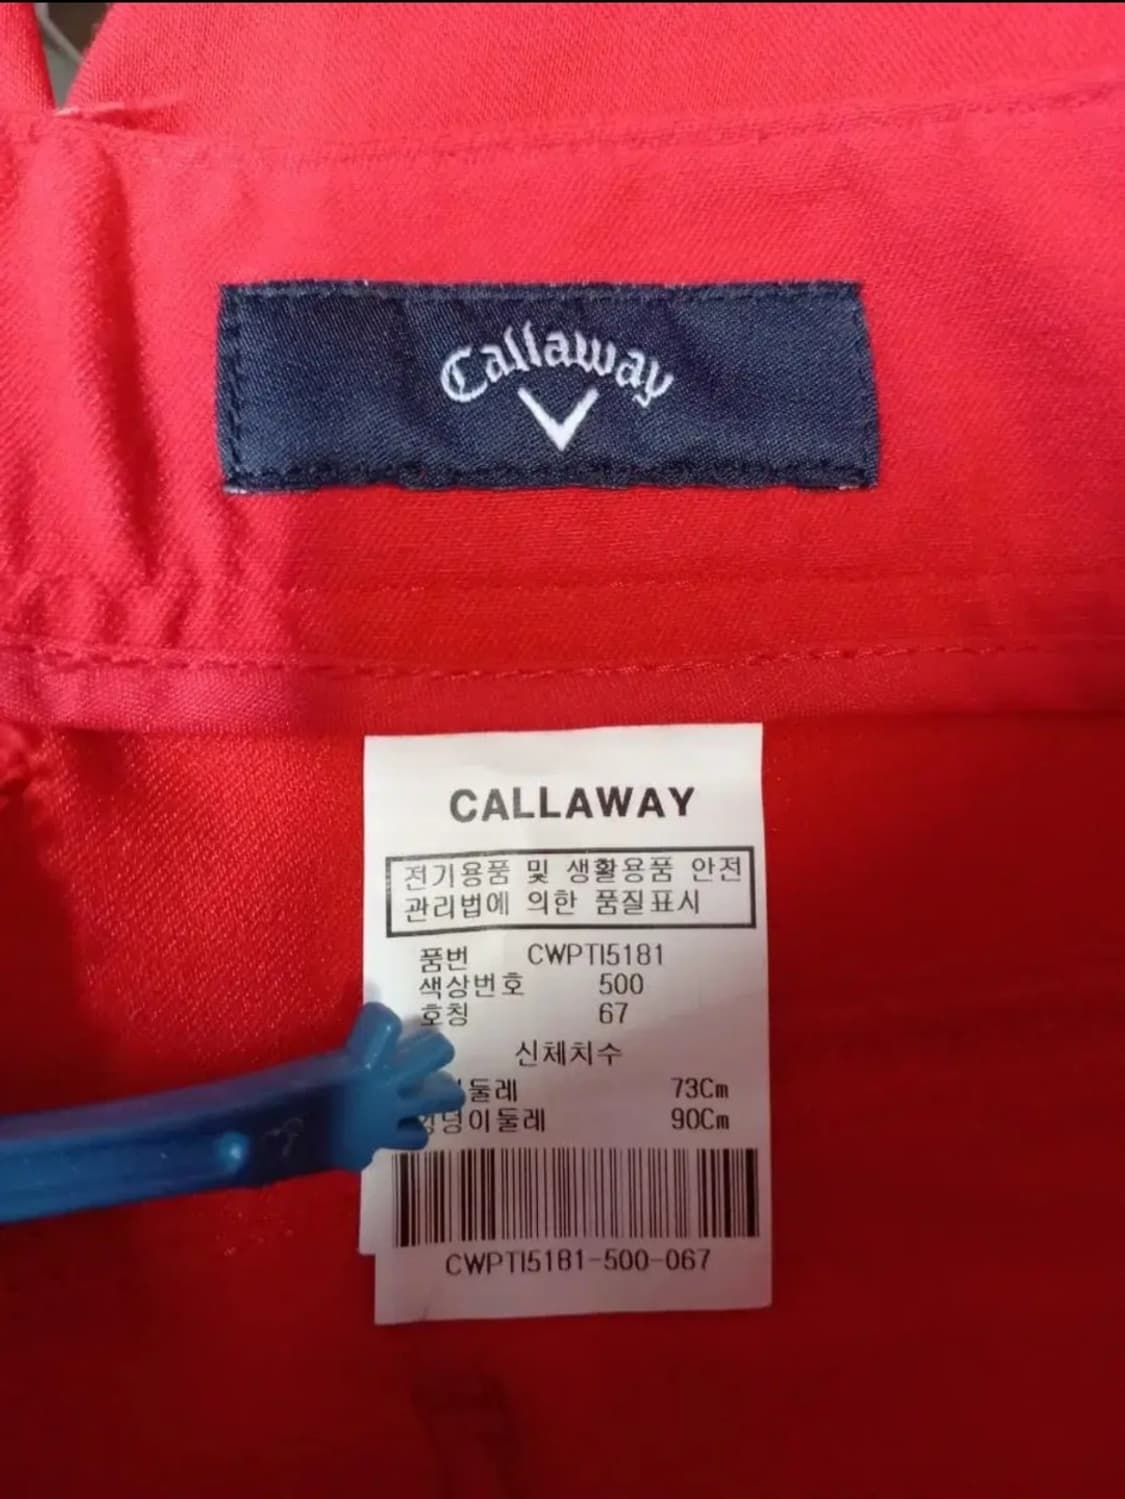 Callaway
CALLAWAY
전기용품 및 생활용품 안전
관리법에 의한 품질표시
품번 CWPTI5181
색상번호 500
호칭 67
신체치수
둘레 73Cm
엉덩이둘레 90Cm
CWPTI5181-500-067